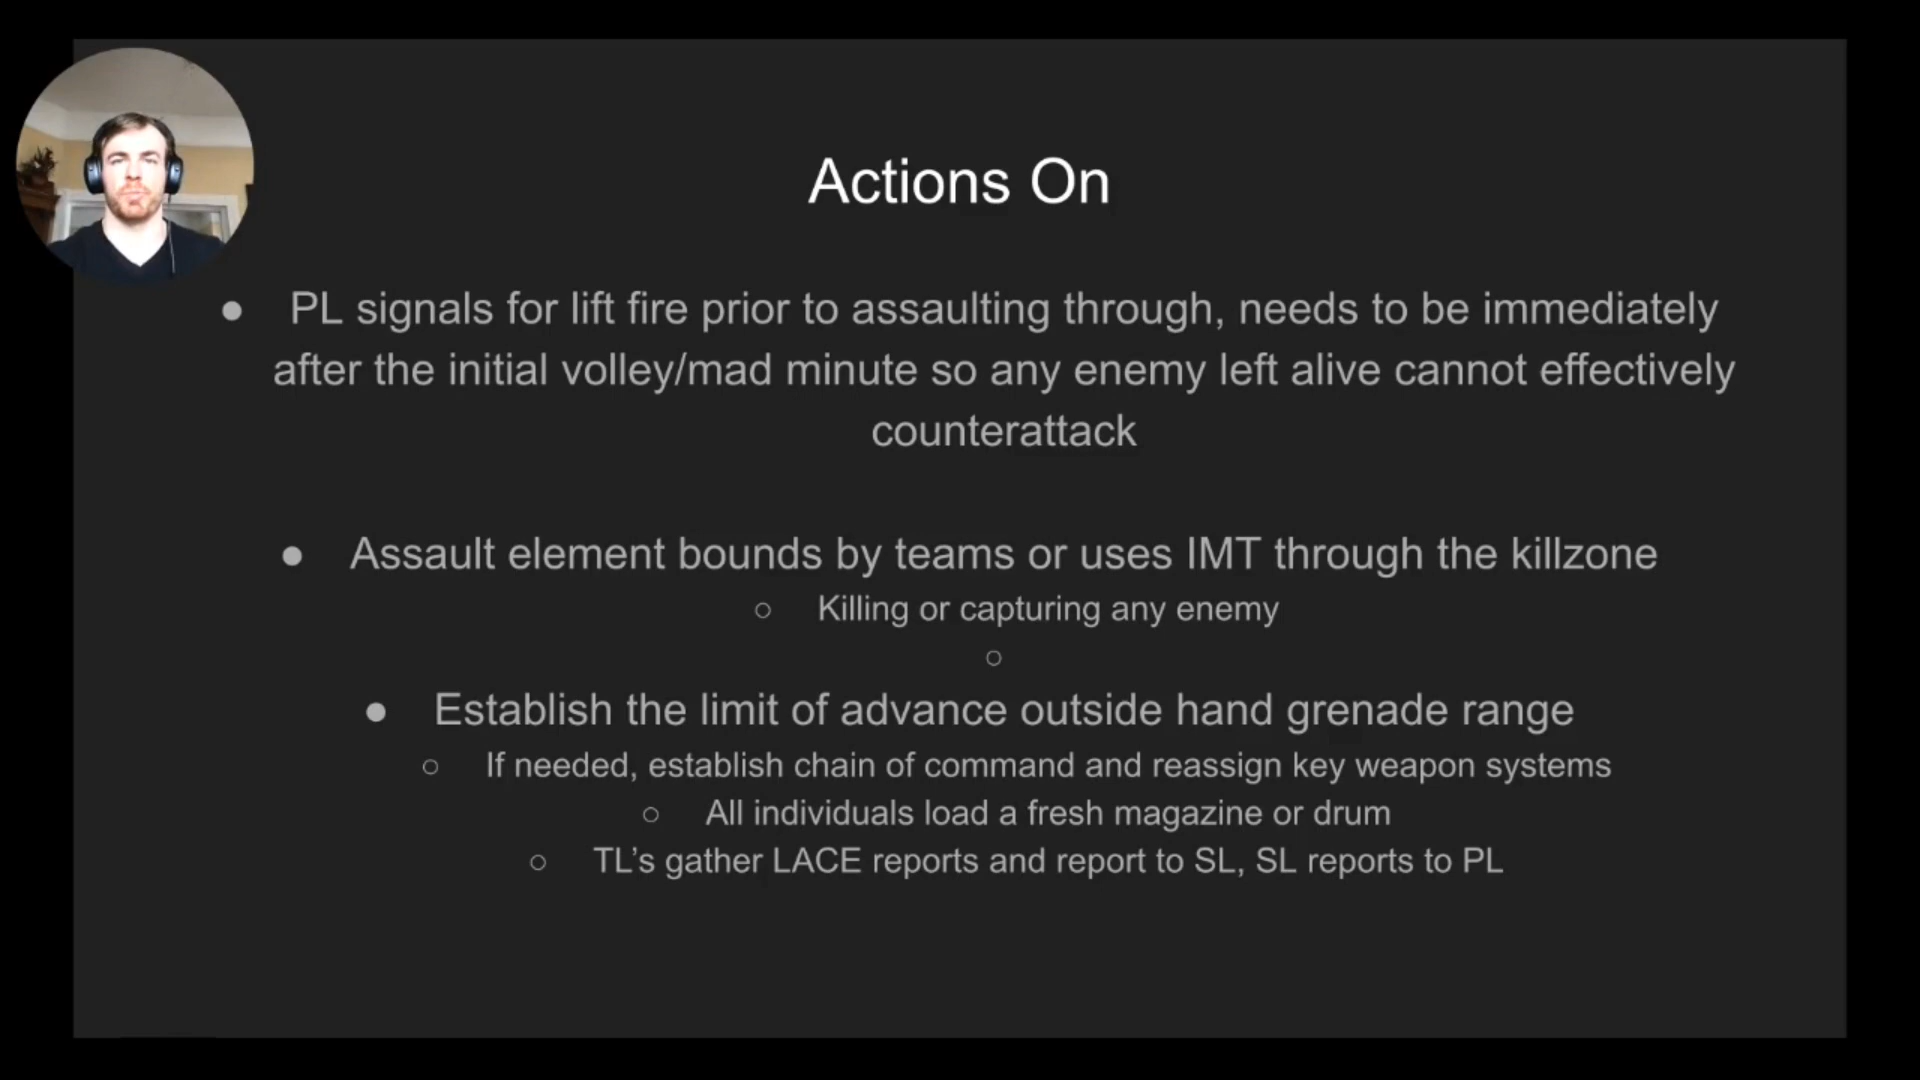 Actions On
● PL signals for lift fire prior to assaulting through, needs to be immediately
after the initial volley/mad minute so any enemy left alive cannot effectively
counterattack
● Assault element bounds by teams or uses IMT through the killzone
○ Killing or capturing any enemy
○
● Establish the limit of advance outside hand grenade range
○ If needed, establish chain of command and reassign key weapon systems
○ All individuals load a fresh magazine or drum
○ TL’s gather LACE reports and report to SL, SL reports to PL